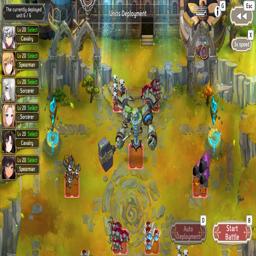 The currently deployed
unit 6 / 6
Units Deployment
G
Esc
3x speed
Lv 20 Select
Cavalry
Lv 20 Select
Spearman
Lv 20 Select
Sorcerer
Lv 20 Select
Sorcerer
Lv 20 Select
Cavalry
Lv 20 Select
Spearman
D
B
Auto
Deployment
Start
Battle